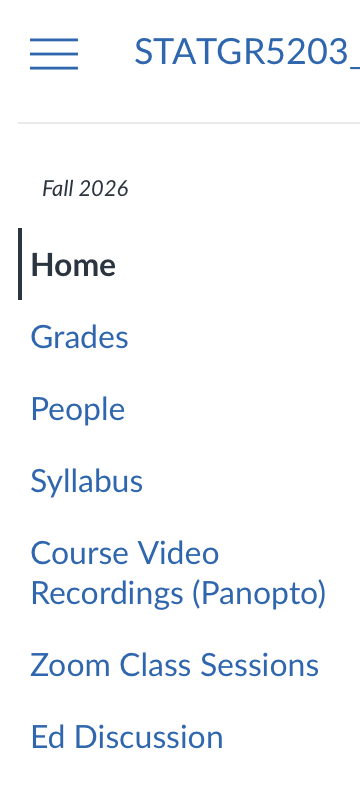 STATGR5203_
Fall 2026
Home
Grades
People
Syllabus
Course Video
Recordings (Panopto)
Zoom Class Sessions
Ed Discussion